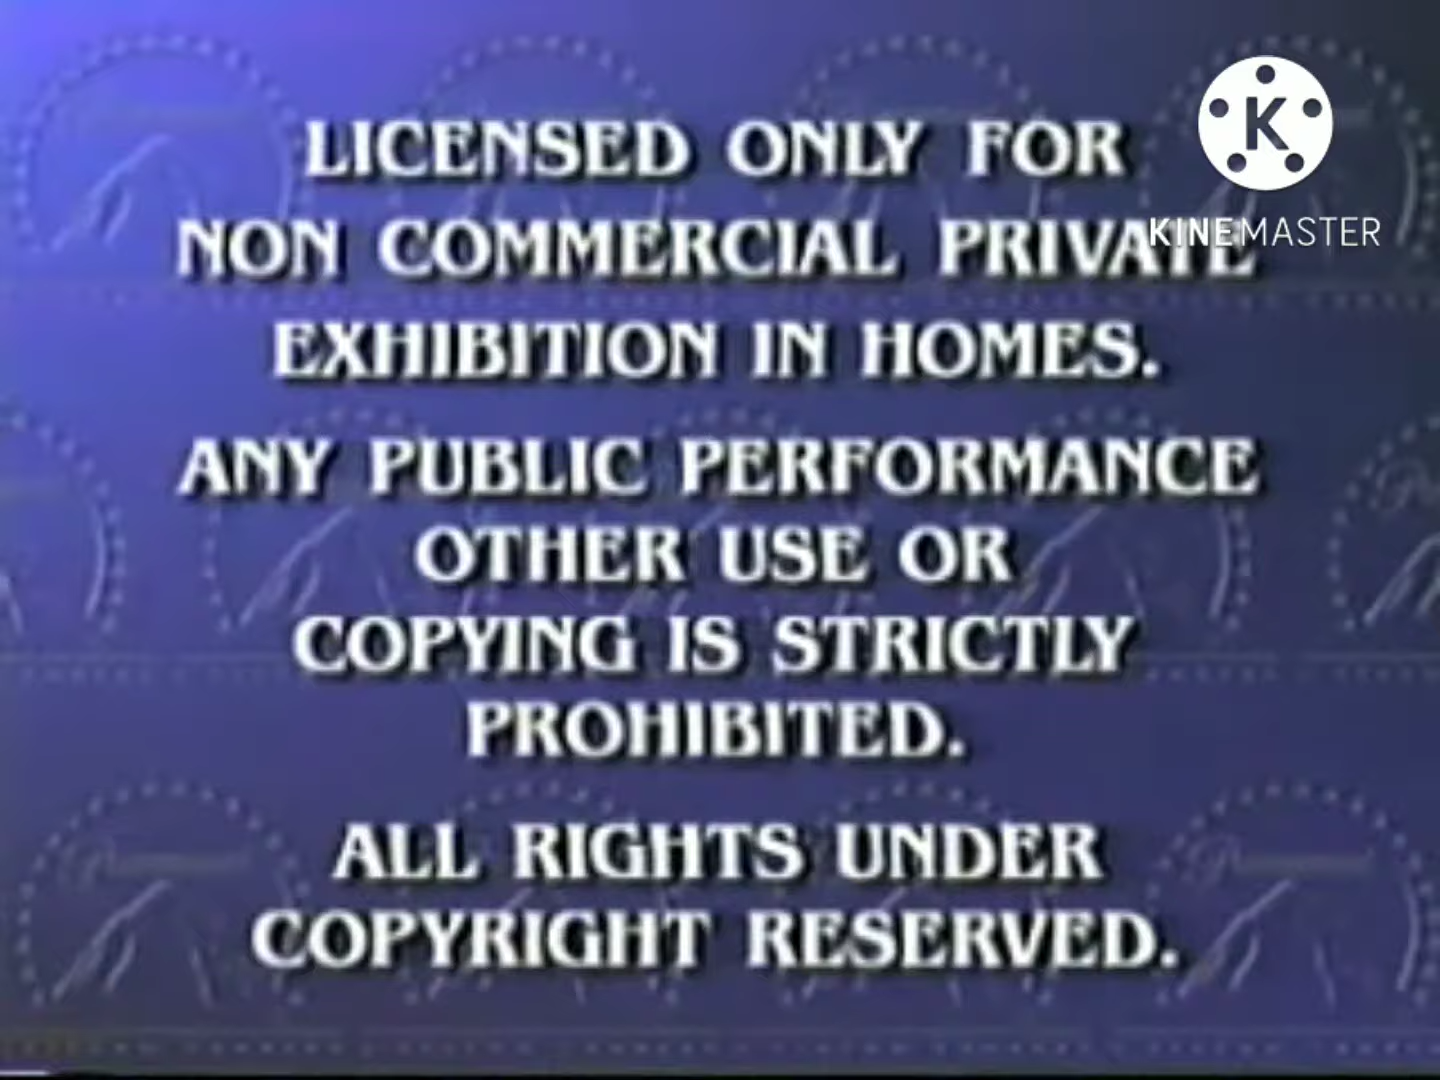 LICENSED ONLY FOR
NON COMMERCIAL PRIVATE
EXHIBITION IN HOMES.
ANY PUBLIC PERFORMANCE
OTHER USE OR
COPYING IS STRICTLY
PROHIBITED.
ALL RIGHTS UNDER
COPYRIGHT RESERVED.
K
KINEMASTER